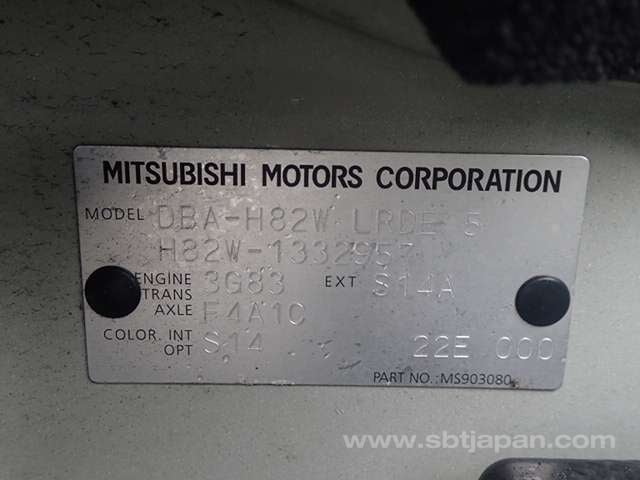 MITSUBISHI MOTORS CORPORATION
MODEL DBA-H82W LRDE 5
H82W-1332957
ENGINE 3G83 EXT S14A
TRANS AXLE F4A1C
COLOR. INT OPT S14 22E 000
PART NO.:MS903080
www.sbtjapan.com